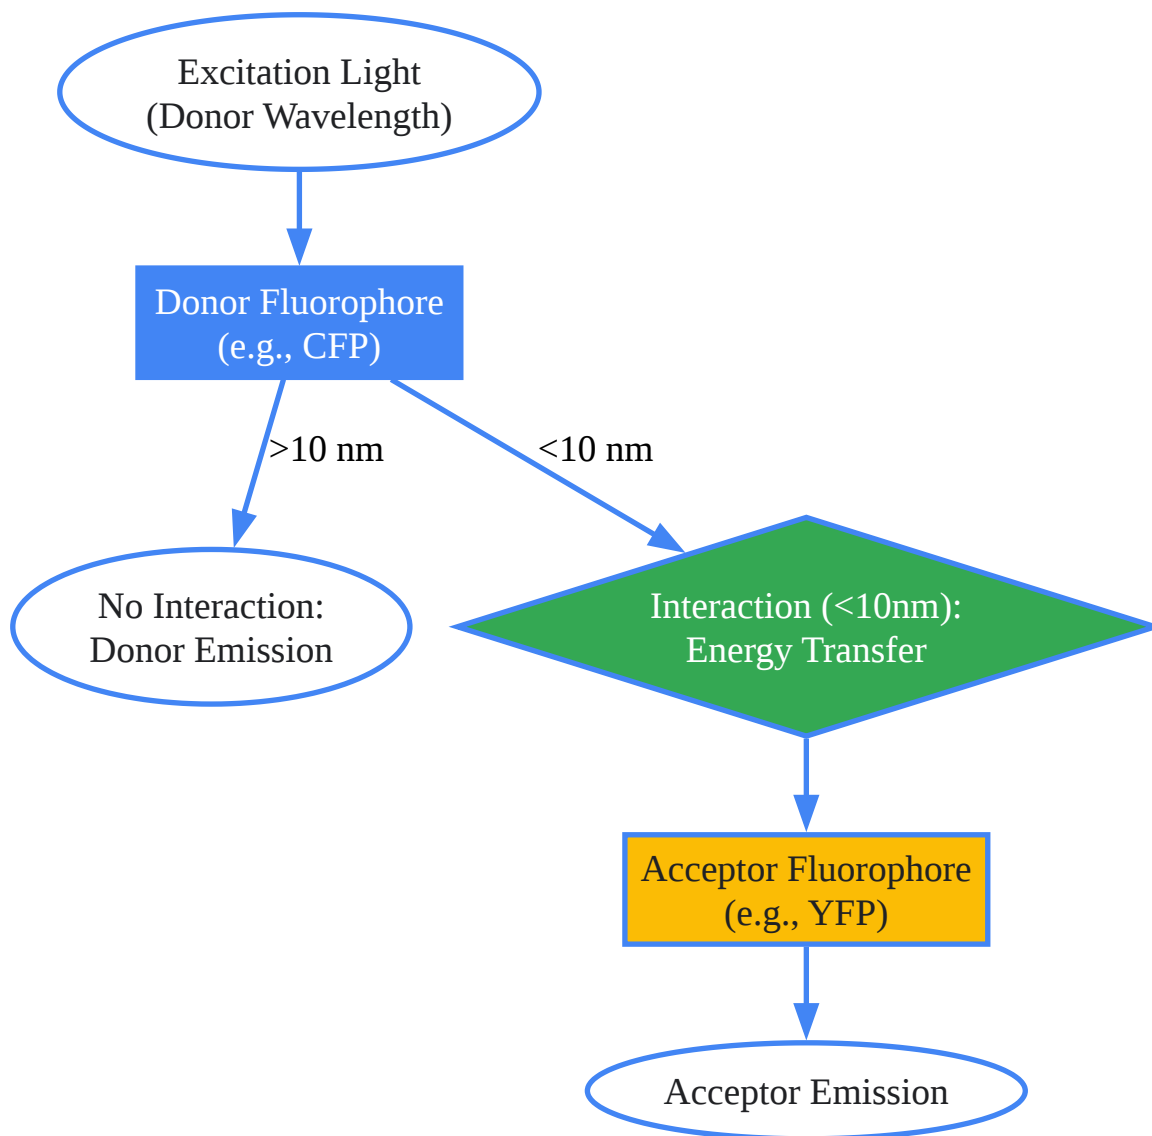 Excitation Light
(Donor Wavelength)
Donor Fluorophore
(e.g., CFP)
>10 nm
<10 nm
No Interaction:
Donor Emission
Interaction (<10nm):
Energy Transfer
Acceptor Fluorophore
(e.g., YFP)
Acceptor Emission